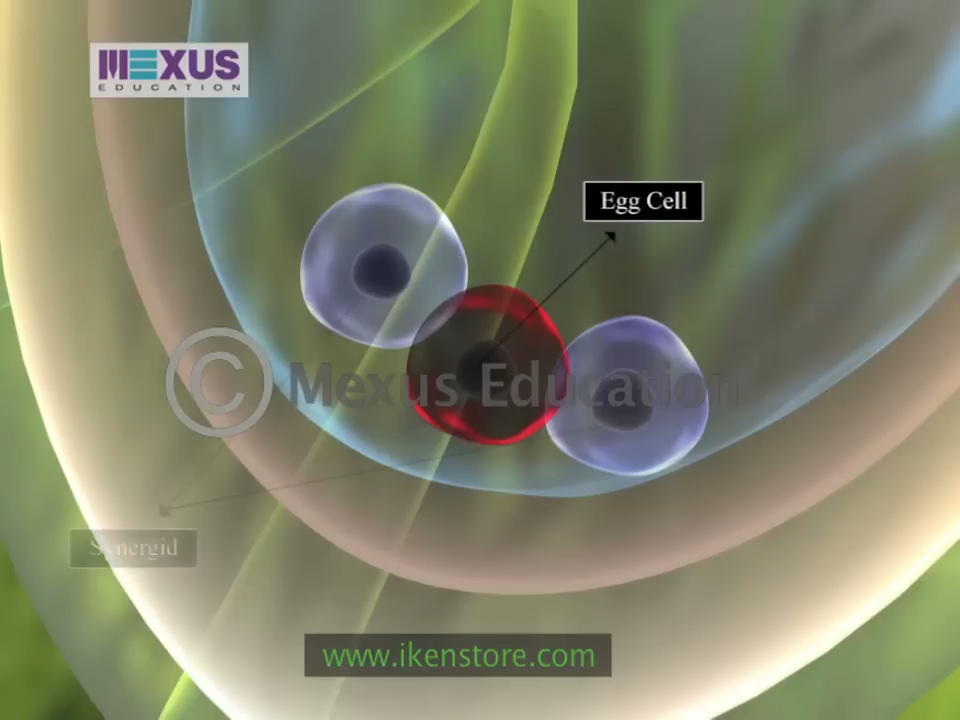 MEXUS
EDUCATION
Egg Cell
© Mexus Education
Synergid
www.ikenstore.com